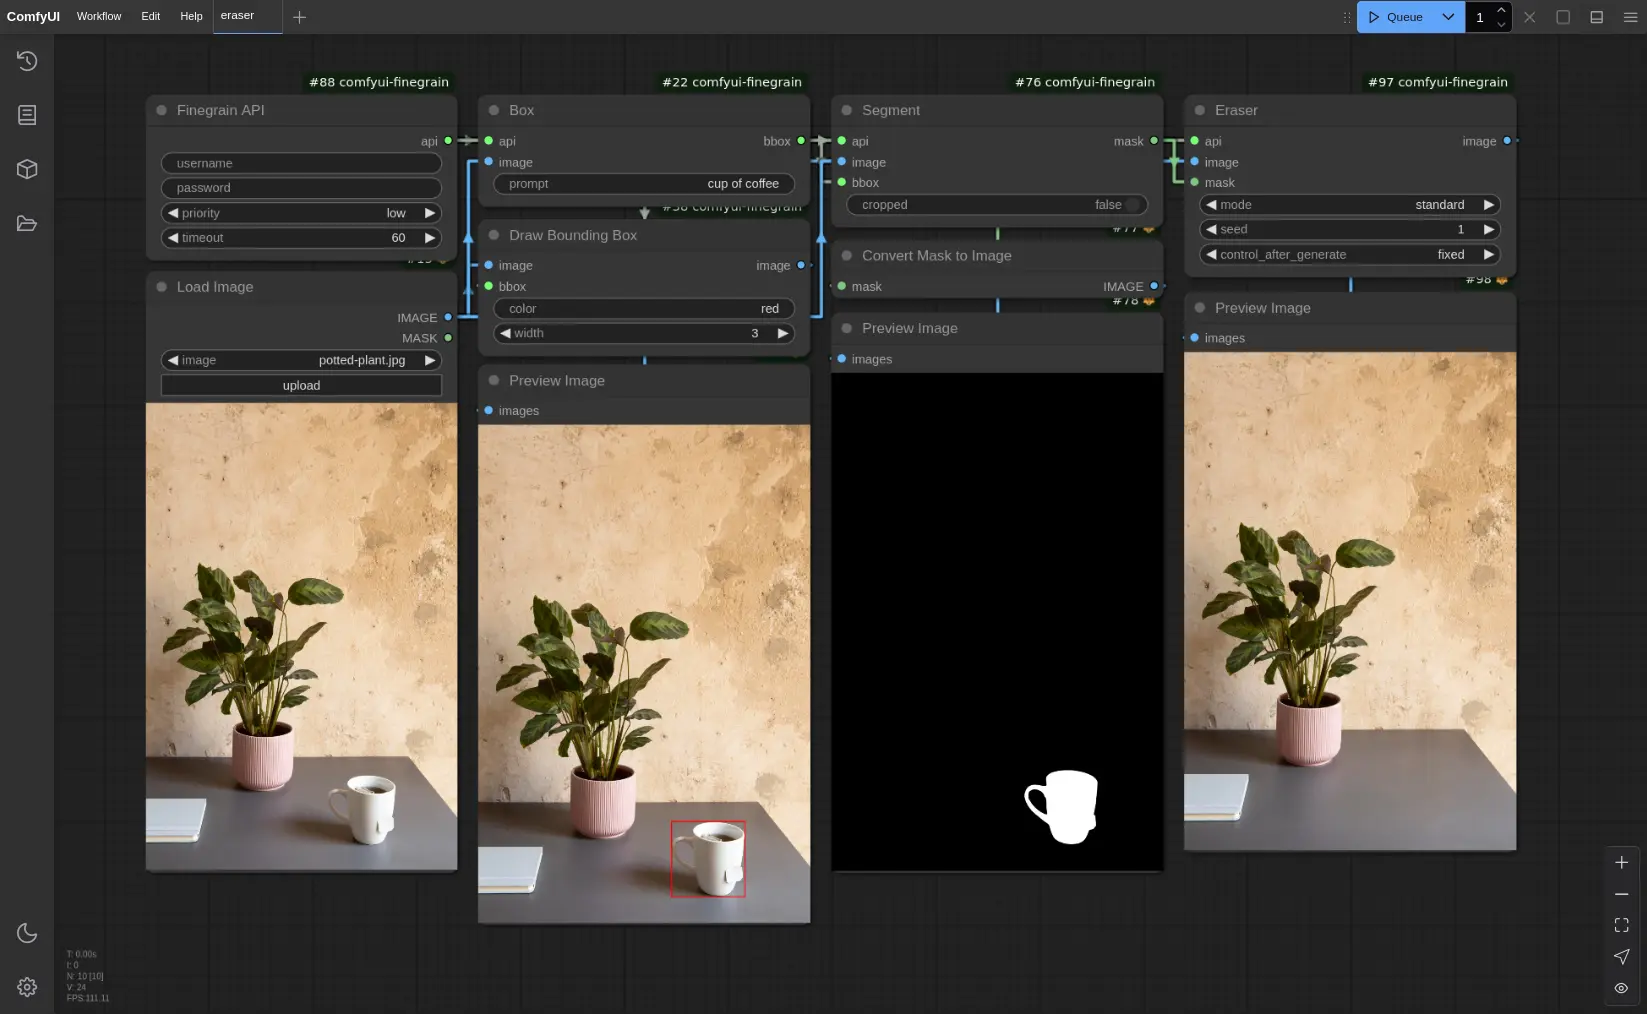 ComfyUI Workflow Edit Help eraser
Queue 1
#88 comfyui-finegrain
Finegrain API
api
username
password
priority low
timeout 60
Load Image
IMAGE
MASK
image potted-plant.jpg
upload
#22 comfyui-finegrain
Box
api bbox
image
prompt cup of coffee
comfyui-finegrain
Draw Bounding Box
image image
bbox
color red
width 3
Preview Image
images
#76 comfyui-finegrain
Segment
api mask
image
bbox
cropped false
#77
Convert Mask to Image
mask IMAGE
#78
Preview Image
images
#97 comfyui-finegrain
Eraser
api image
image
mask
mode standard
seed 1
control_after_generate fixed
#98
Preview Image
images
T: 0.00s
I: 0
N: 10 [10]
V: 24
FPS:111.11